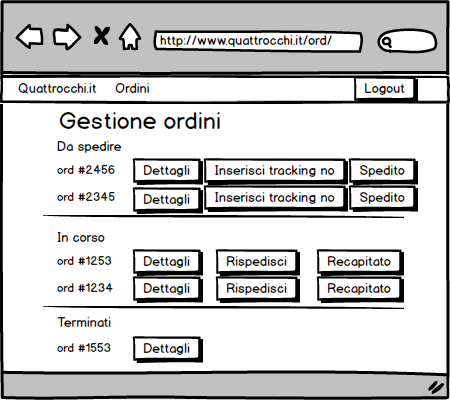 http://www.quattrocchi.it/ord/
Quattrocchi.it Ordini Logout
Gestione ordini
Da spedire
ord #2456 Dettagli Inserisci tracking no Spedito
ord #2345 Dettagli Inserisci tracking no Spedito
In corso
ord #1253 Dettagli Rispedisci Recapitato
ord #1234 Dettagli Rispedisci Recapitato
Terminati
ord #1553 Dettagli